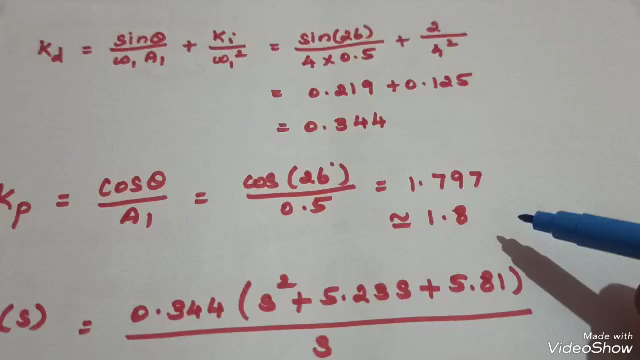 Kd = sinθ/ω₁A₁ + Ki/ω₁² = sin(26)/4×0.5 + 2/4²
= 0.219 + 0.125
= 0.344
Kp = cosθ/A₁ = cos(26°)/0.5 = 1.797
≃ 1.8
(s) = 0.344 (s² + 5.23s + 5.81)/s
Made with
VideoShow